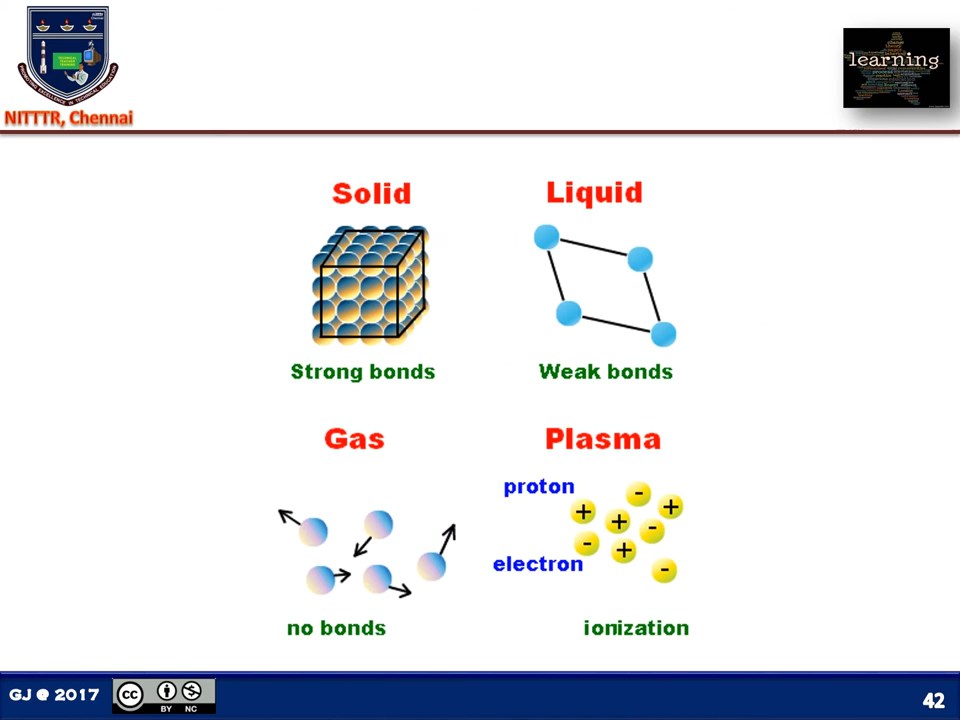 NITTTR, Chennai
learning
Solid
Liquid
Strong bonds
Weak bonds
Gas
Plasma
proton
- 
+ + +
-
- +
electron
-
no bonds
ionization
GJ @ 2017
cc
BY NC
42